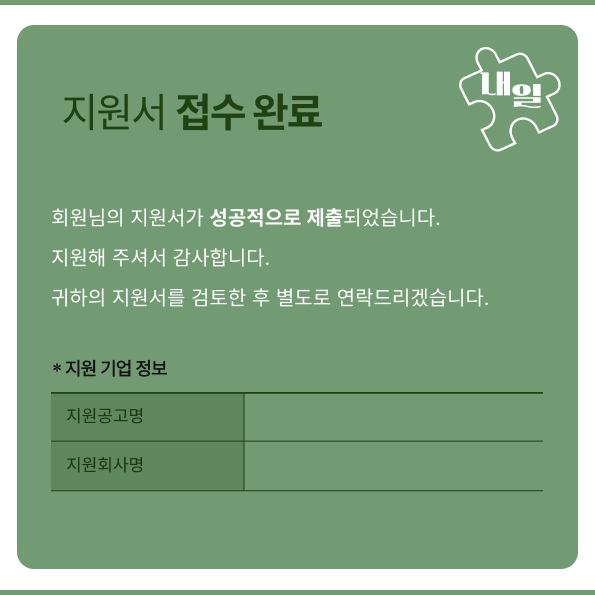 내일
지원서 접수 완료
회원님의 지원서가 성공적으로 제출되었습니다.
지원해 주셔서 감사합니다.
귀하의 지원서를 검토한 후 별도로 연락드리겠습니다.
* 지원 기업 정보
지원공고명
지원회사명